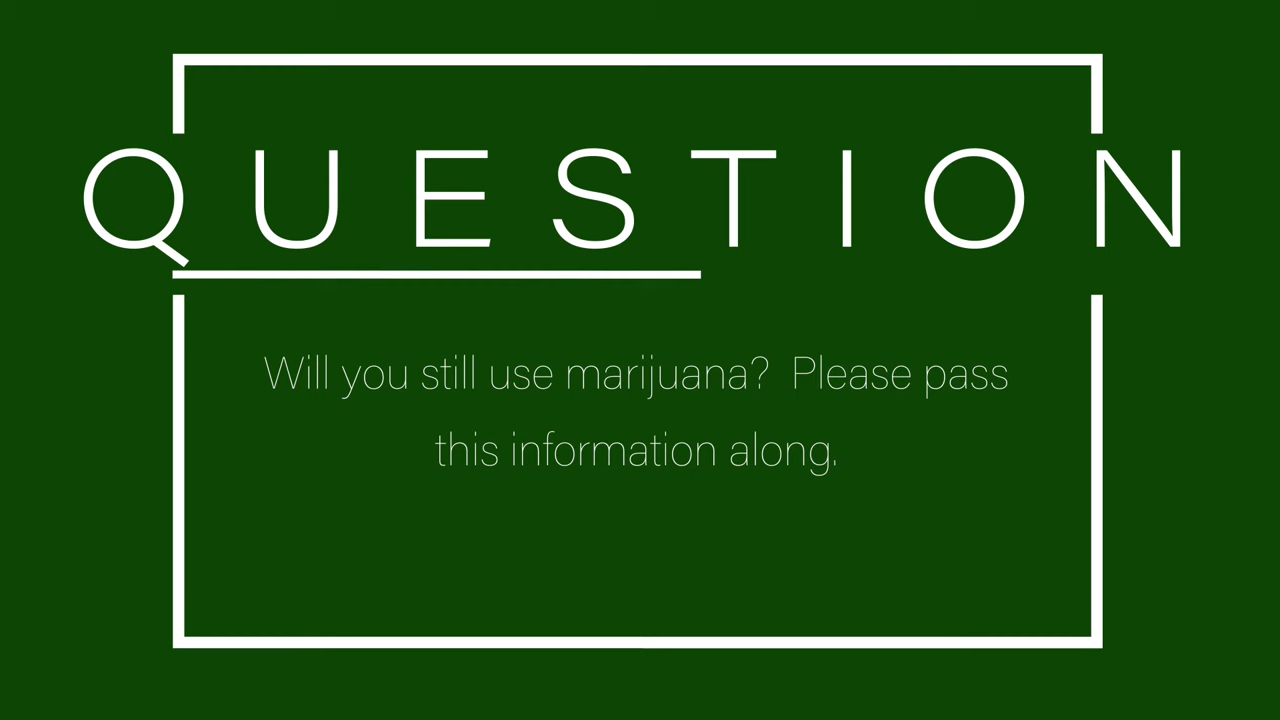 QUESTION
Will you still use marijuana?  Please pass
this information along.